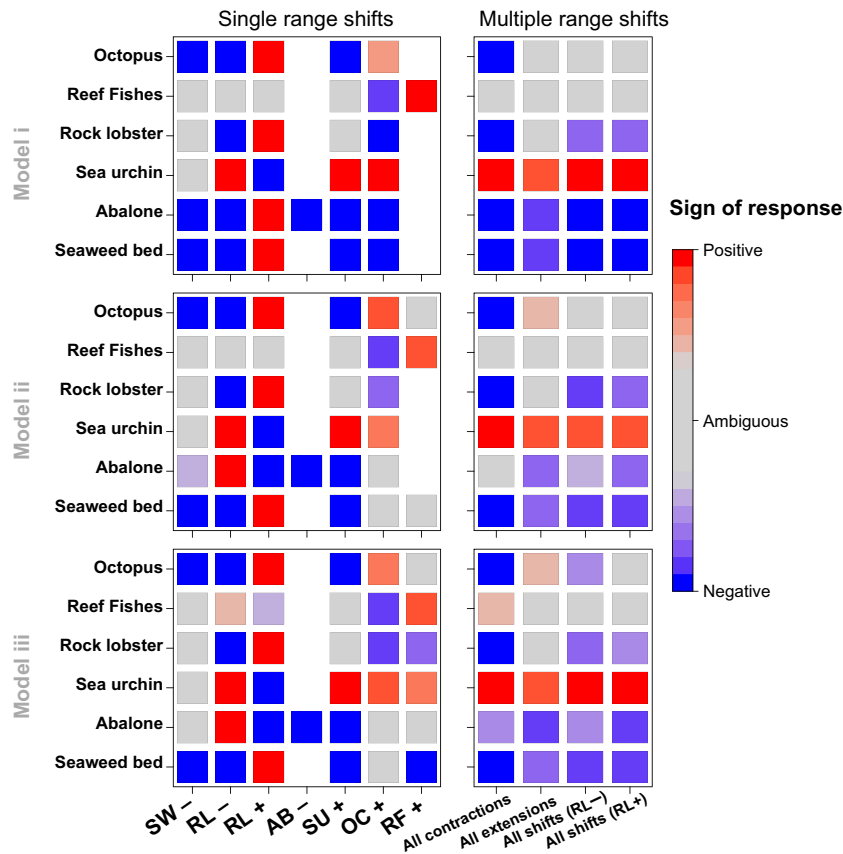 Single range shifts
Multiple range shifts
Model i
Octopus
Reef Fishes
Rock lobster
Sea urchin
Abalone
Seaweed bed
Model ii
Octopus
Reef Fishes
Rock lobster
Sea urchin
Abalone
Seaweed bed
Model iii
Octopus
Reef Fishes
Rock lobster
Sea urchin
Abalone
Seaweed bed
SW –
RL –
RL +
AB –
SU +
OC +
RF +
All contractions
All extensions
All shifts (RL–)
All shifts (RL+)
Sign of response
Positive
Ambiguous
Negative